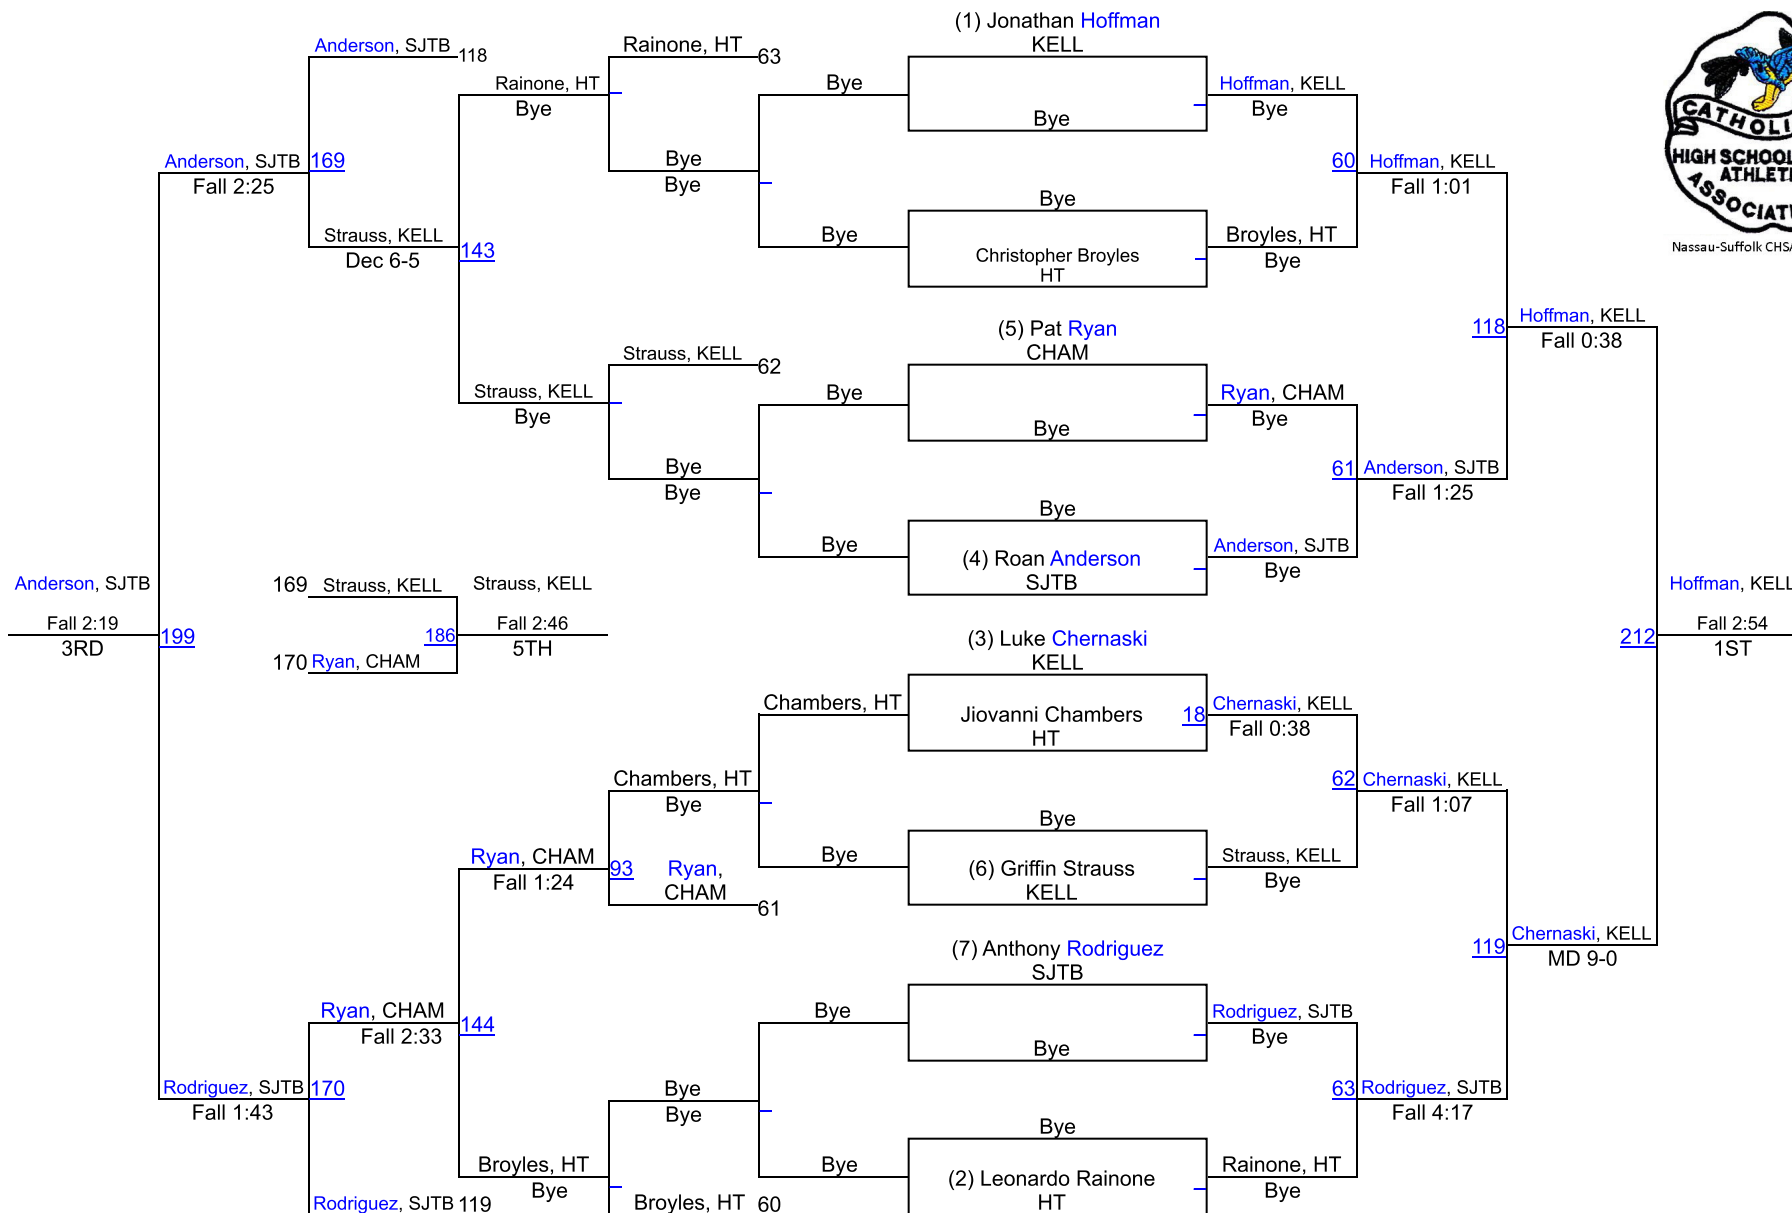 (1) Jonathan Hoffman
KELL
Bye
Bye
Christopher Broyles
HT
(5) Pat Ryan
CHAM
Bye
Bye
(4) Roan Anderson
SJTB
(3) Luke Chernaski
KELL
Jiovanni Chambers
HT
18
Bye
(6) Griffin Strauss
KELL
(7) Anthony Rodriguez
SJTB
Bye
Bye
(2) Leonardo Rainone
HT
Hoffman, KELL
Bye
Broyles, HT
Bye
Ryan, CHAM
Bye
Anderson, SJTB
Bye
Chernaski, KELL
Fall 0:38
Strauss, KELL
Bye
Rodriguez, SJTB
Bye
Rainone, HT
Bye
60 Hoffman, KELL
Fall 1:01
61 Anderson, SJTB
Fall 1:25
62 Chernaski, KELL
Fall 1:07
63 Rodriguez, SJTB
Fall 4:17
118 Hoffman, KELL
Fall 0:38
119 Chernaski, KELL
MD 9-0
Hoffman, KELL
212 Fall 2:54
1ST
Bye
Bye
Bye
Bye
Chambers, HT
Bye
Bye
Bye
Rainone, HT 63
Bye
Bye
Strauss, KELL 62
Bye
Bye
Chambers, HT
Bye
93 Ryan,
CHAM
61
Bye
Bye
Broyles, HT 60
Rainone, HT
Bye
Strauss, KELL
Bye
Ryan, CHAM
Fall 1:24
Broyles, HT
Bye
Anderson, SJTB 118
Strauss, KELL
Dec 6-5
143
Ryan, CHAM
Fall 2:33
144
Rodriguez, SJTB 119
Anderson, SJTB 169
Fall 2:25
Rodriguez, SJTB 170
Fall 1:43
Anderson, SJTB
Fall 2:19
3RD
199
169 Strauss, KELL
170 Ryan, CHAM
186
Strauss, KELL
Fall 2:46
5TH
HIGH SCHOOL
Nassau-Suffolk